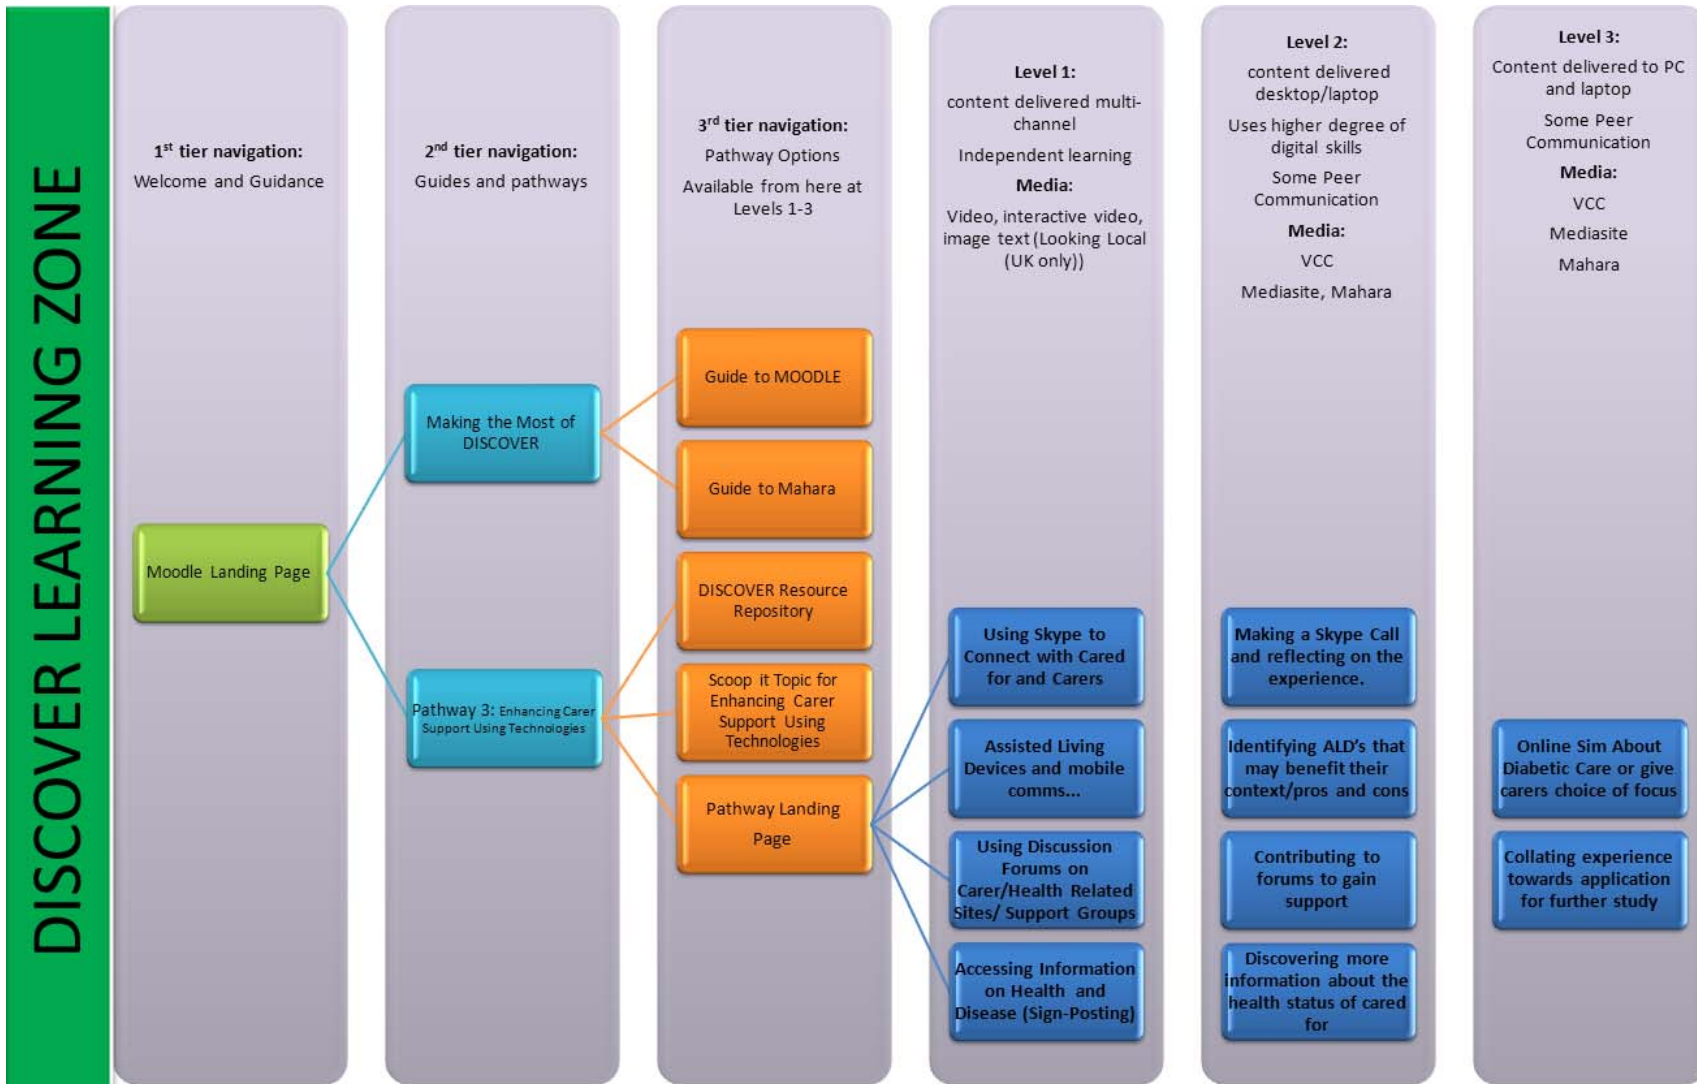 DISCOVER LEARNING ZONE
1st tier navigation:
Welcome and Guidance
Moodle Landing Page
2nd tier navigation:
Guides and pathways
Making the Most of
DISCOVER
Pathway 3: Enhancing Carer
Support Using Technologies
3rd tier navigation:
Pathway Options
Available from here at
Levels 1-3
Guide to MOODLE
Guide to Mahara
DISCOVER Resource
Repository
Scoop it Topic for
Enhancing Carer
Support Using
Technologies
Pathway Landing
Page
Level 1:
content delivered multi-
channel
Independent learning
Media:
Video, interactive video,
image text (Looking Local
(UK only))
Using Skype to
Connect with Cared
for and Carers
Assisted Living
Devices and mobile
comms...
Using Discussion
Forums on
Carer/Health Related
Sites/ Support Groups
Accessing Information
on Health and
Disease (Sign-Posting)
Level 2:
content delivered
desktop/laptop
Uses higher degree of
digital skills
Some Peer
Communication
Media:
VCC
Mediasite, Mahara
Making a Skype Call
and reflecting on the
experience.
Identifying ALD's that
may benefit their
context/pros and cons
Contributing to
forums to gain
support
Discovering more
information about the
health status of cared
for
Level 3:
Content delivered to PC
and laptop
Some Peer
Communication
Media:
VCC
Mediasite
Mahara
Online Sim About
Diabetic Care or give
carers choice of focus
Collating experience
towards application
for further study